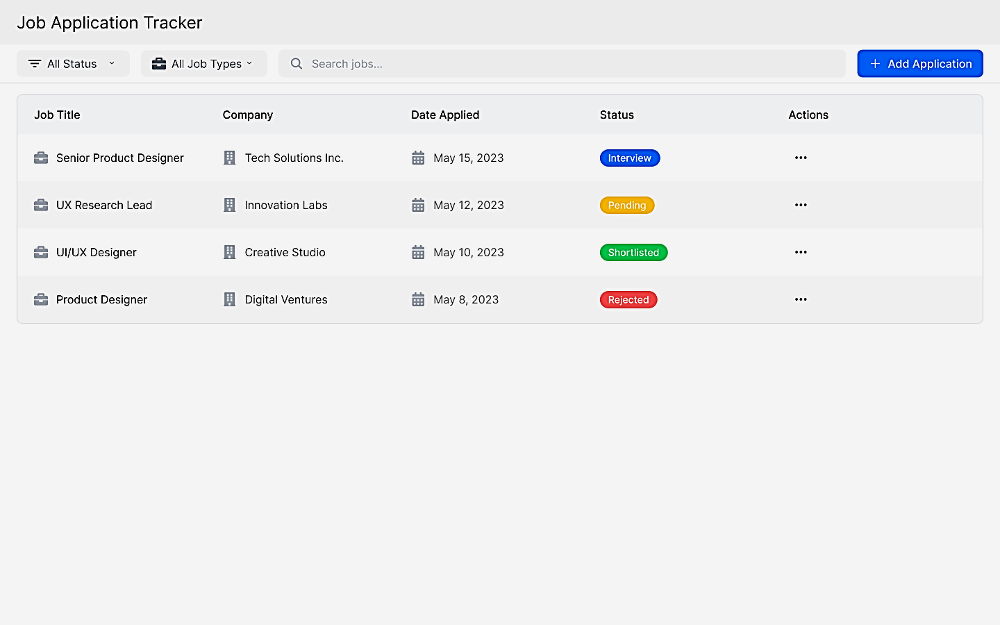 Job Application Tracker
All Status All Job Types Search jobs... + Add Application
Job Title Company Date Applied Status Actions
Senior Product Designer Tech Solutions Inc. May 15, 2023 Interview ...
UX Research Lead Innovation Labs May 12, 2023 Pending ...
UI/UX Designer Creative Studio May 10, 2023 Shortlisted ...
Product Designer Digital Ventures May 8, 2023 Rejected ...